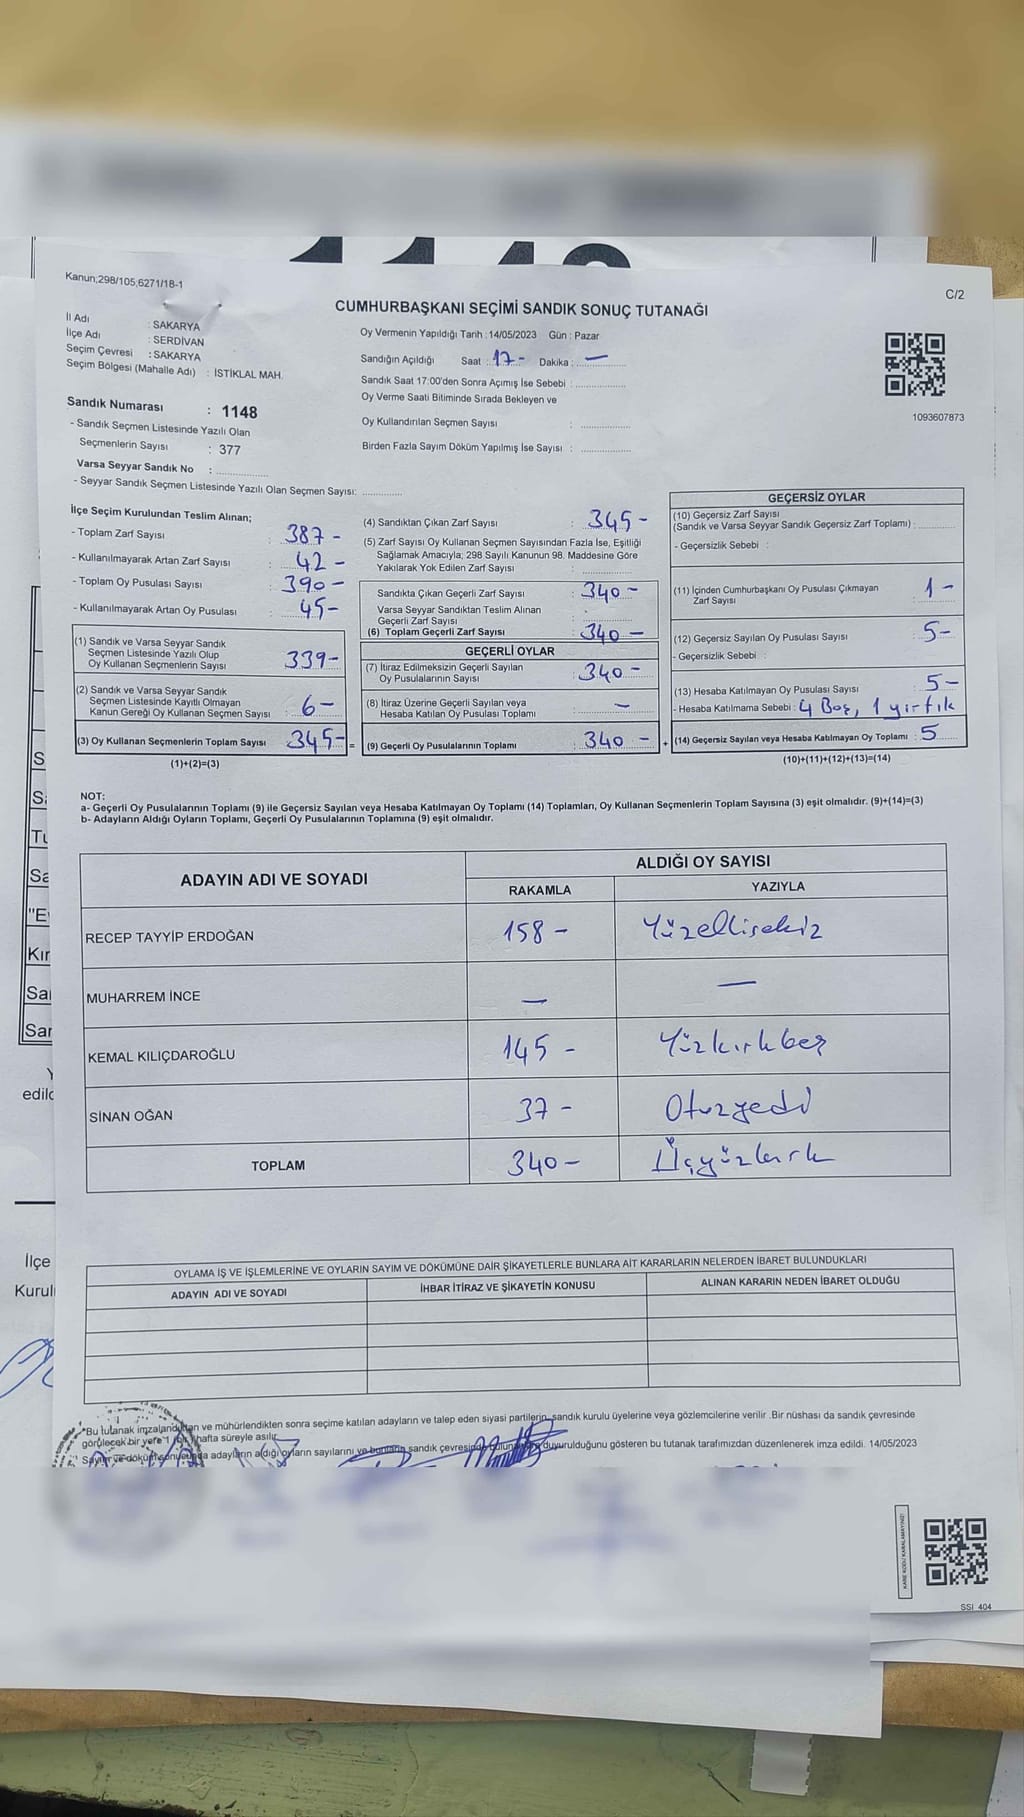 Kanun;298/105,6271/18-1
C/2
CUMHURBAŞKANI SEÇİMİ SANDIK SONUÇ TUTANAĞI
İl Adı : SAKARYA
İlçe Adı : SERDİVAN
Seçim Çevresi : SAKARYA
Seçim Bölgesi (Mahalle Adı) : İSTİKLAL MAH.
Oy Vermenin Yapıldığı Tarih : 14/05/2023 Gün : Pazar
Sandığın Açıldığı Saat : 17- Dakika : —
Sandık Saat 17:00'den Sonra Açımış İse Sebebi :
Oy Verme Saati Bitiminde Sırada Bekleyen ve
Oy Kullandırılan Seçmen Sayısı :
Birden Fazla Sayım Döküm Yapılmış İse Sayısı :
1093607873
Sandık Numarası : 1148
- Sandık Seçmen Listesinde Yazılı Olan
Seçmenlerin Sayısı : 377
Varsa Seyyar Sandık No :
- Seyyar Sandık Seçmen Listesinde Yazılı Olan Seçmen Sayısı:
İlçe Seçim Kurulundan Teslim Alınan;
- Toplam Zarf Sayısı : 387 -
- Kullanılmayarak Artan Zarf Sayısı : 42 -
- Toplam Oy Pusulası Sayısı : 390 -
- Kullanılmayarak Artan Oy Pusulası : 45-
(1) Sandık ve Varsa Seyyar Sandık
Seçmen Listesinde Yazılı Olup
Oy Kullanan Seçmenlerin Sayısı 339-
(2) Sandık ve Varsa Seyyar Sandık
Seçmen Listesinde Kayıtlı Olmayan
Kanun Gereği Oy Kullanan Seçmen Sayısı : 6-
(3) Oy Kullanan Seçmenlerin Toplam Sayısı 345- =
(1)+(2)=(3)
(4) Sandıktan Çıkan Zarf Sayısı : 345-
(5) Zarf Sayısı Oy Kullanan Seçmen Sayısından Fazla İse, Eşitliği
Sağlamak Amacıyla; 298 Sayılı Kanunun 98. Maddesine Göre
Yakılarak Yok Edilen Zarf Sayısı :
Sandıkta Çıkan Geçerli Zarf Sayısı : 340-
Varsa Seyyar Sandıktan Teslim Alınan
Geçerli Zarf Sayısı :
(6) Toplam Geçerli Zarf Sayısı : 340 —
GEÇERLİ OYLAR
(7) İtiraz Edilmeksizin Geçerli Sayılan
Oy Pusulalarının Sayısı : 340-
(8) İtiraz Üzerine Geçerli Sayılan veya
Hesaba Katılan Oy Pusulası Toplamı : —
(9) Geçerli Oy Pusulalarının Toplamı : 340 - +
GEÇERSİZ OYLAR
(10) Geçersiz Zarf Sayısı
(Sandık ve Varsa Seyyar Sandık Geçersiz Zarf Toplamı) :
- Geçersizlik Sebebi :
(11) İçinden Cumhurbaşkanı Oy Pusulası Çıkmayan
Zarf Sayısı : 1 -
(12) Geçersiz Sayılan Oy Pusulası Sayısı : 5-
- Geçersizlik Sebebi :
(13) Hesaba Katılmayan Oy Pusulası Sayısı : 5-
- Hesaba Katılmama Sebebi : 4 Boş, 1 yırtık
(14) Geçersiz Sayılan veya Hesaba Katılmayan Oy Toplamı : 5
(10)+(11)+(12)+(13)=(14)
NOT:
a- Geçerli Oy Pusulalarının Toplamı (9) ile Geçersiz Sayılan veya Hesaba Katılmayan Oy Toplamı (14) Toplamları, Oy Kullanan Seçmenlerin Toplam Sayısına (3) eşit olmalıdır. (9)+(14)=(3)
b- Adayların Aldığı Oyların Toplamı, Geçerli Oy Pusulalarının Toplamına (9) eşit olmalıdır.
ADAYIN ADI VE SOYADI
ALDIĞI OY SAYISI
RAKAMLA YAZIYLA
RECEP TAYYİP ERDOĞAN 158 - Yüzellisekiz
MUHARREM İNCE — —
KEMAL KILIÇDAROĞLU 145 - Yüzkırkbeş
SİNAN OĞAN 37 - Otuzyedi
TOPLAM 340- Üçyüzkırk
OYLAMA İŞ VE İŞLEMLERİNE VE OYLARIN SAYIM VE DÖKÜMÜNE DAİR ŞİKAYETLERLE BUNLARA AİT KARARLARIN NELERDEN İBARET BULUNDUKLARI
ADAYIN ADI VE SOYADI İHBAR İTİRAZ VE ŞİKAYETİN KONUSU ALINAN KARARIN NEDEN İBARET OLDUĞU
*Bu tutanak imzalandıktan ve mühürlendikten sonra seçime katılan adayların ve talep eden siyasi partilerin, sandık kurulu üyelerine veya gözlemcilerine verilir .Bir nüshası da sandık çevresinde
görülecek bir yere 1 (bir) hafta süreyle asılır.
Sayım ve döküm sonucunda adayların aldığı oyların sayılarını ve bunların sandık çevresinde duyurulduğunu gösteren bu tutanak tarafımızdan düzenlenerek imza edildi. 14/05/2023
KARE KODU KARALAMAYINIZ!
SSI 404
S
Tu
Sa
"E
Kır
Sa
Sar
edild
İlçe
Kurul